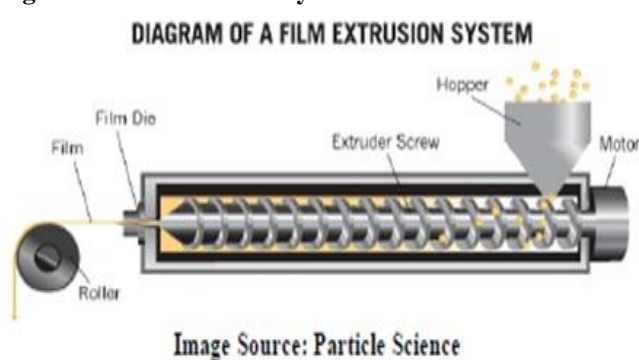 DIAGRAM OF A FILM EXTRUSION SYSTEM
Hopper
Film Die
Extruder Screw
Motor
Film
Roller
Image Source: Particle Science